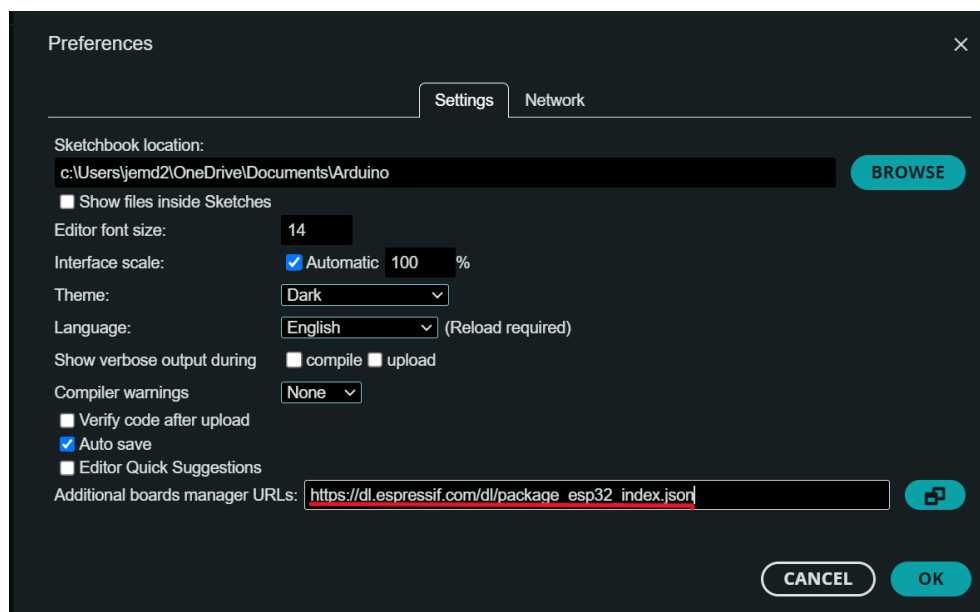 Preferences
Settings Network
Sketchbook location:
c:\Users\jemd2\OneDrive\Documents\Arduino BROWSE
Show files inside Sketches
Editor font size: 14
Interface scale: Automatic 100 %
Theme: Dark
Language: English (Reload required)
Show verbose output during compile upload
Compiler warnings None
Verify code after upload
Auto save
Editor Quick Suggestions
Additional boards manager URLs: https://dl.espressif.com/dl/package_esp32_index.json
CANCEL OK